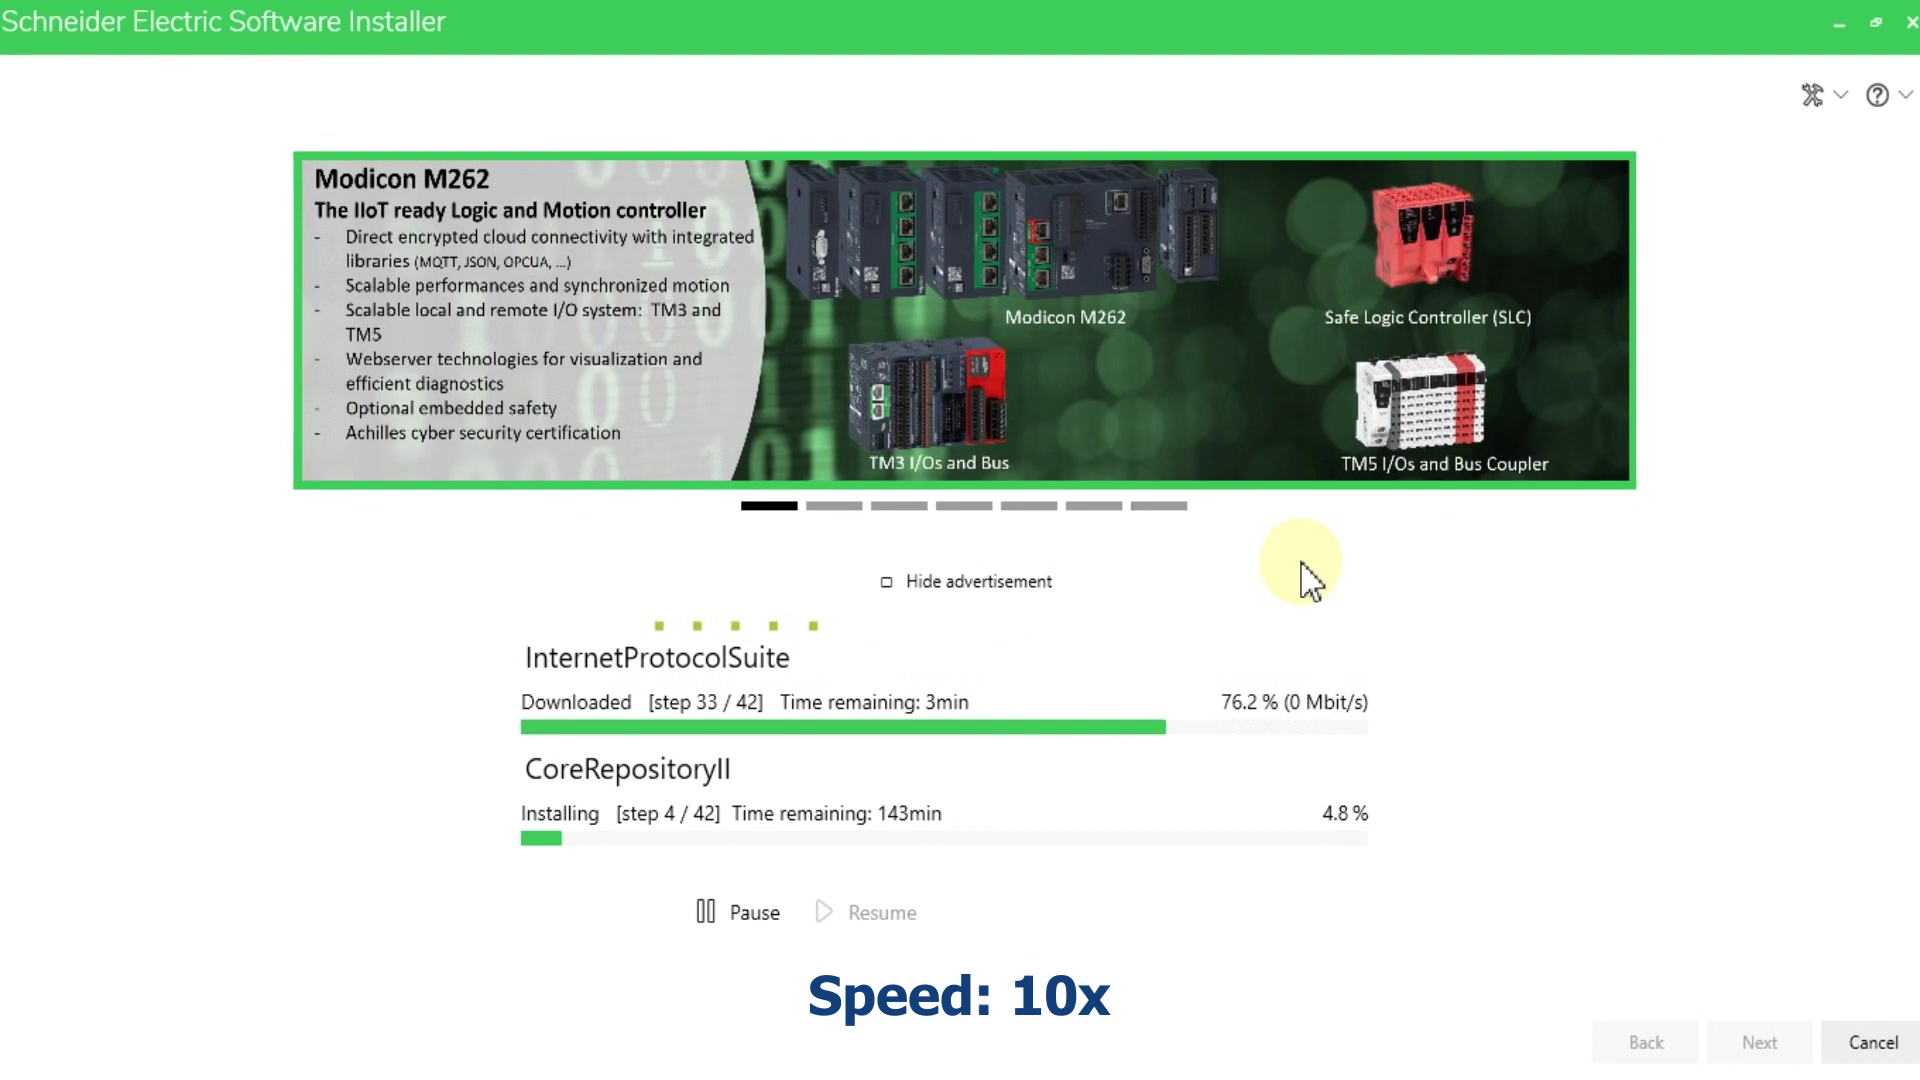 Schneider Electric Software Installer
Modicon M262
The IIoT ready Logic and Motion controller
- Direct encrypted cloud connectivity with integrated
libraries (MQTT, JSON, OPCUA, ...)
- Scalable performances and synchronized motion
- Scalable local and remote I/O system: TM3 and
TM5
- Webserver technologies for visualization and
efficient diagnostics
- Optional embedded safety
- Achilles cyber security certification
Modicon M262
Safe Logic Controller (SLC)
TM3 I/Os and Bus
TM5 I/Os and Bus Coupler
Hide advertisement
InternetProtocolSuite
Downloaded [step 33 / 42] Time remaining: 3min 76.2 % (0 Mbit/s)
CoreRepositoryII
Installing [step 4 / 42] Time remaining: 143min 4.8 %
Pause Resume
Speed: 10x
Back Next Cancel